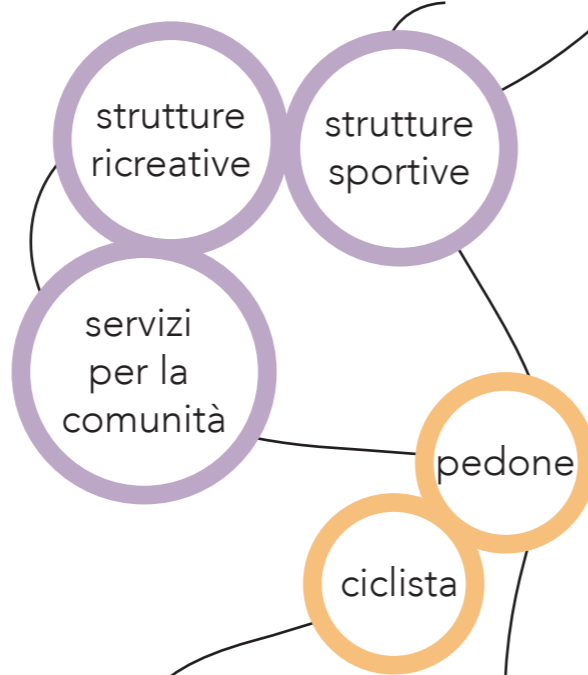 strutture
ricreative
strutture
sportive
servizi
per la
comunità
pedone
ciclista